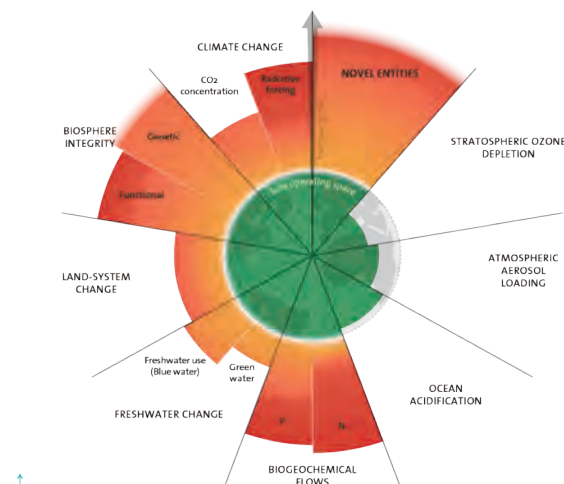 CLIMATE CHANGE
CO2
concentration
Radiative
Forcing
NOVEL ENTITIES
BIOSPHERE
INTEGRITY
Genetic
Functional
STRATOSPHERIC OZONE
DEPLETION
operating space
ATMOSPHERIC
AEROSOL
LOADING
LAND-SYSTEM
CHANGE
Freshwater use
(Blue water)
Green
water
OCEAN
ACIDIFICATION
FRESHWATER CHANGE
P
N
BIOGEOCHEMICAL
FLOWS